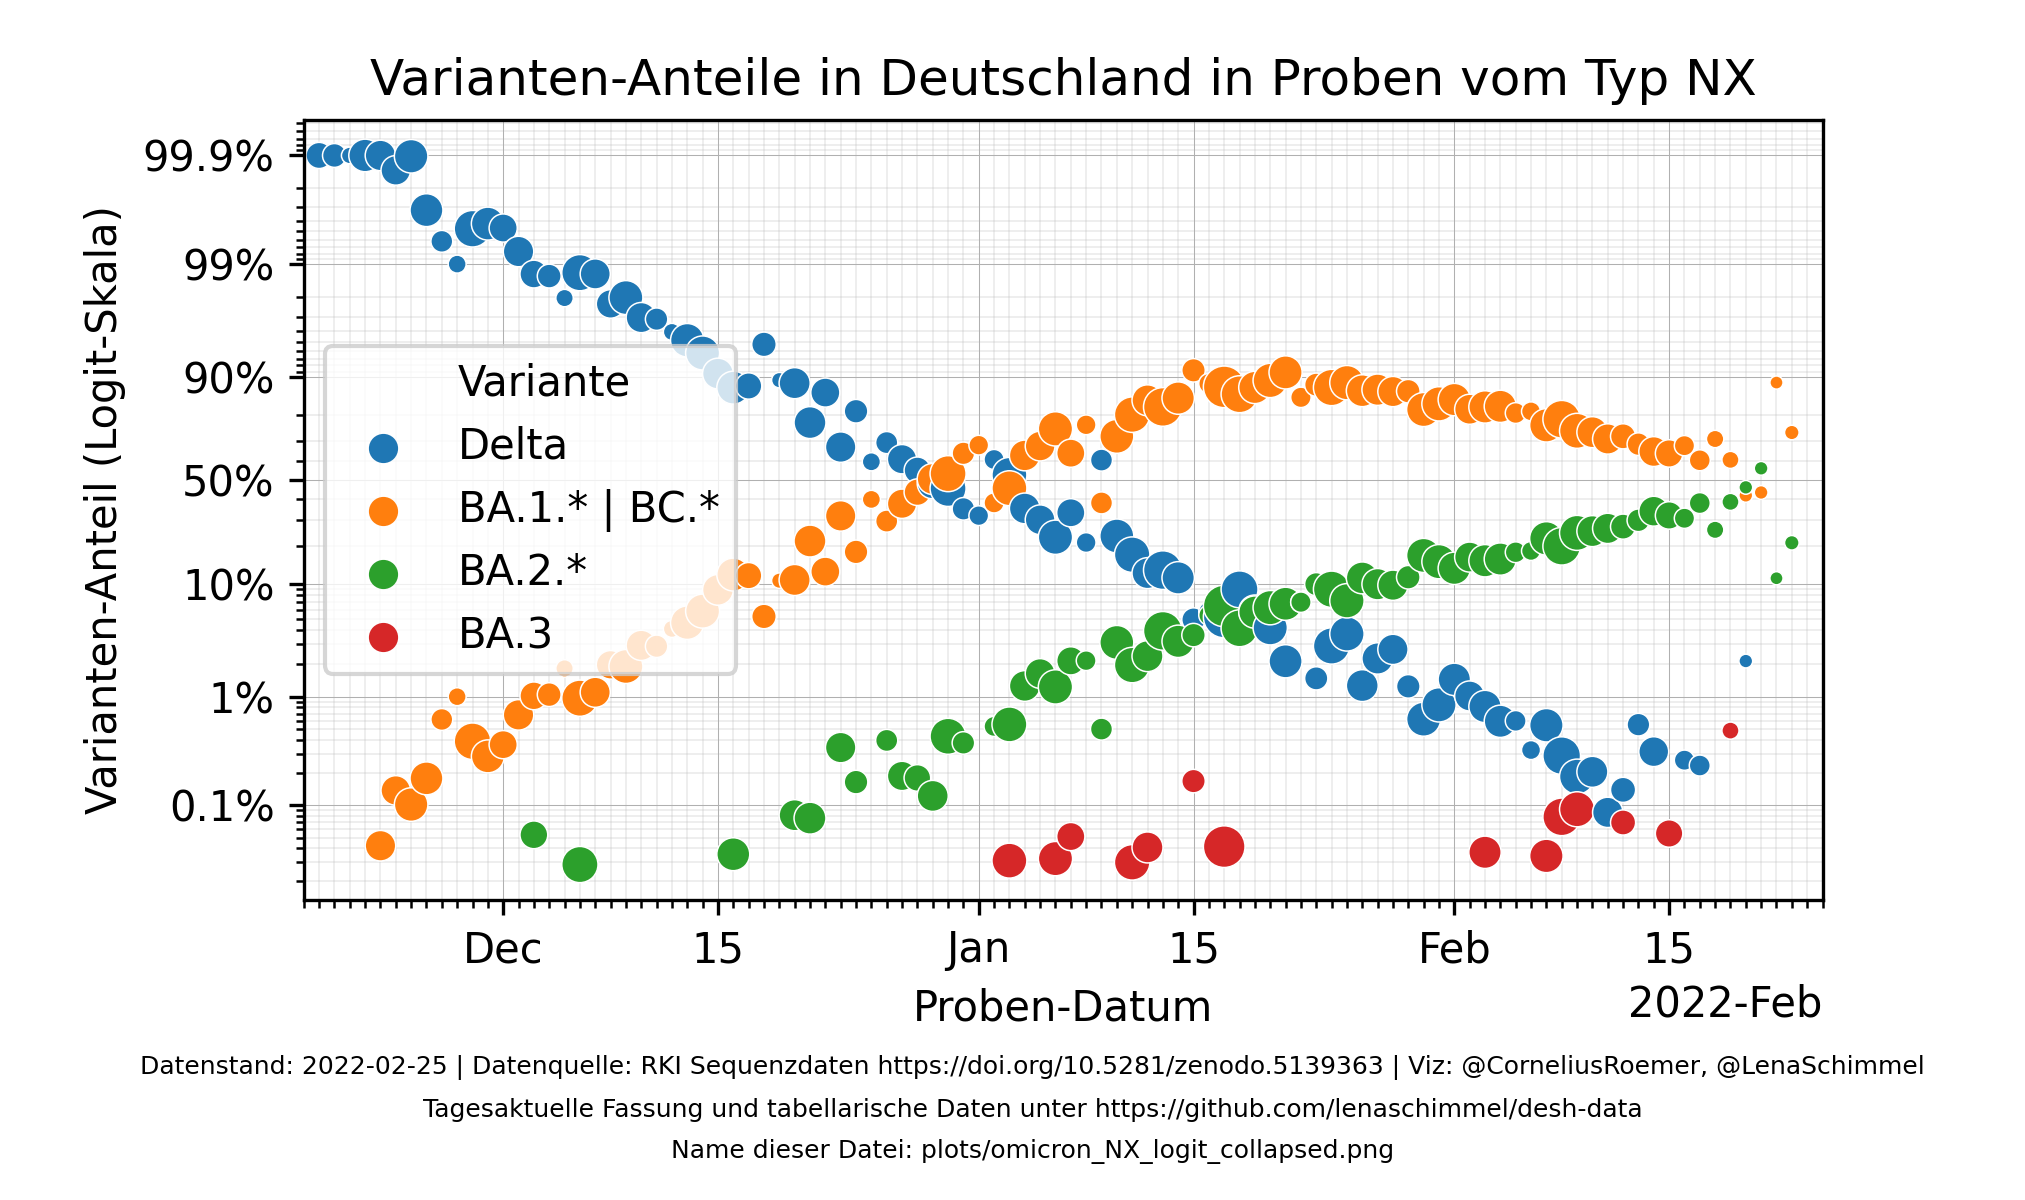 Varianten-Anteile in Deutschland in Proben vom Typ NX
Varianten-Anteil (Logit-Skala)
99.9%
99%
90%
50%
10%
1%
0.1%
Variante
Delta
BA.1.* | BC.*
BA.2.*
BA.3
Dec
15
Jan
15
Feb
15
Proben-Datum
2022-Feb
Datenstand: 2022-02-25 | Datenquelle: RKI Sequenzdaten https://doi.org/10.5281/zenodo.5139363 | Viz: @CorneliusRoemer, @LenaSchimmel
Tagesaktuelle Fassung und tabellarische Daten unter https://github.com/lenaschimmel/desh-data
Name dieser Datei: plots/omicron_NX_logit_collapsed.png